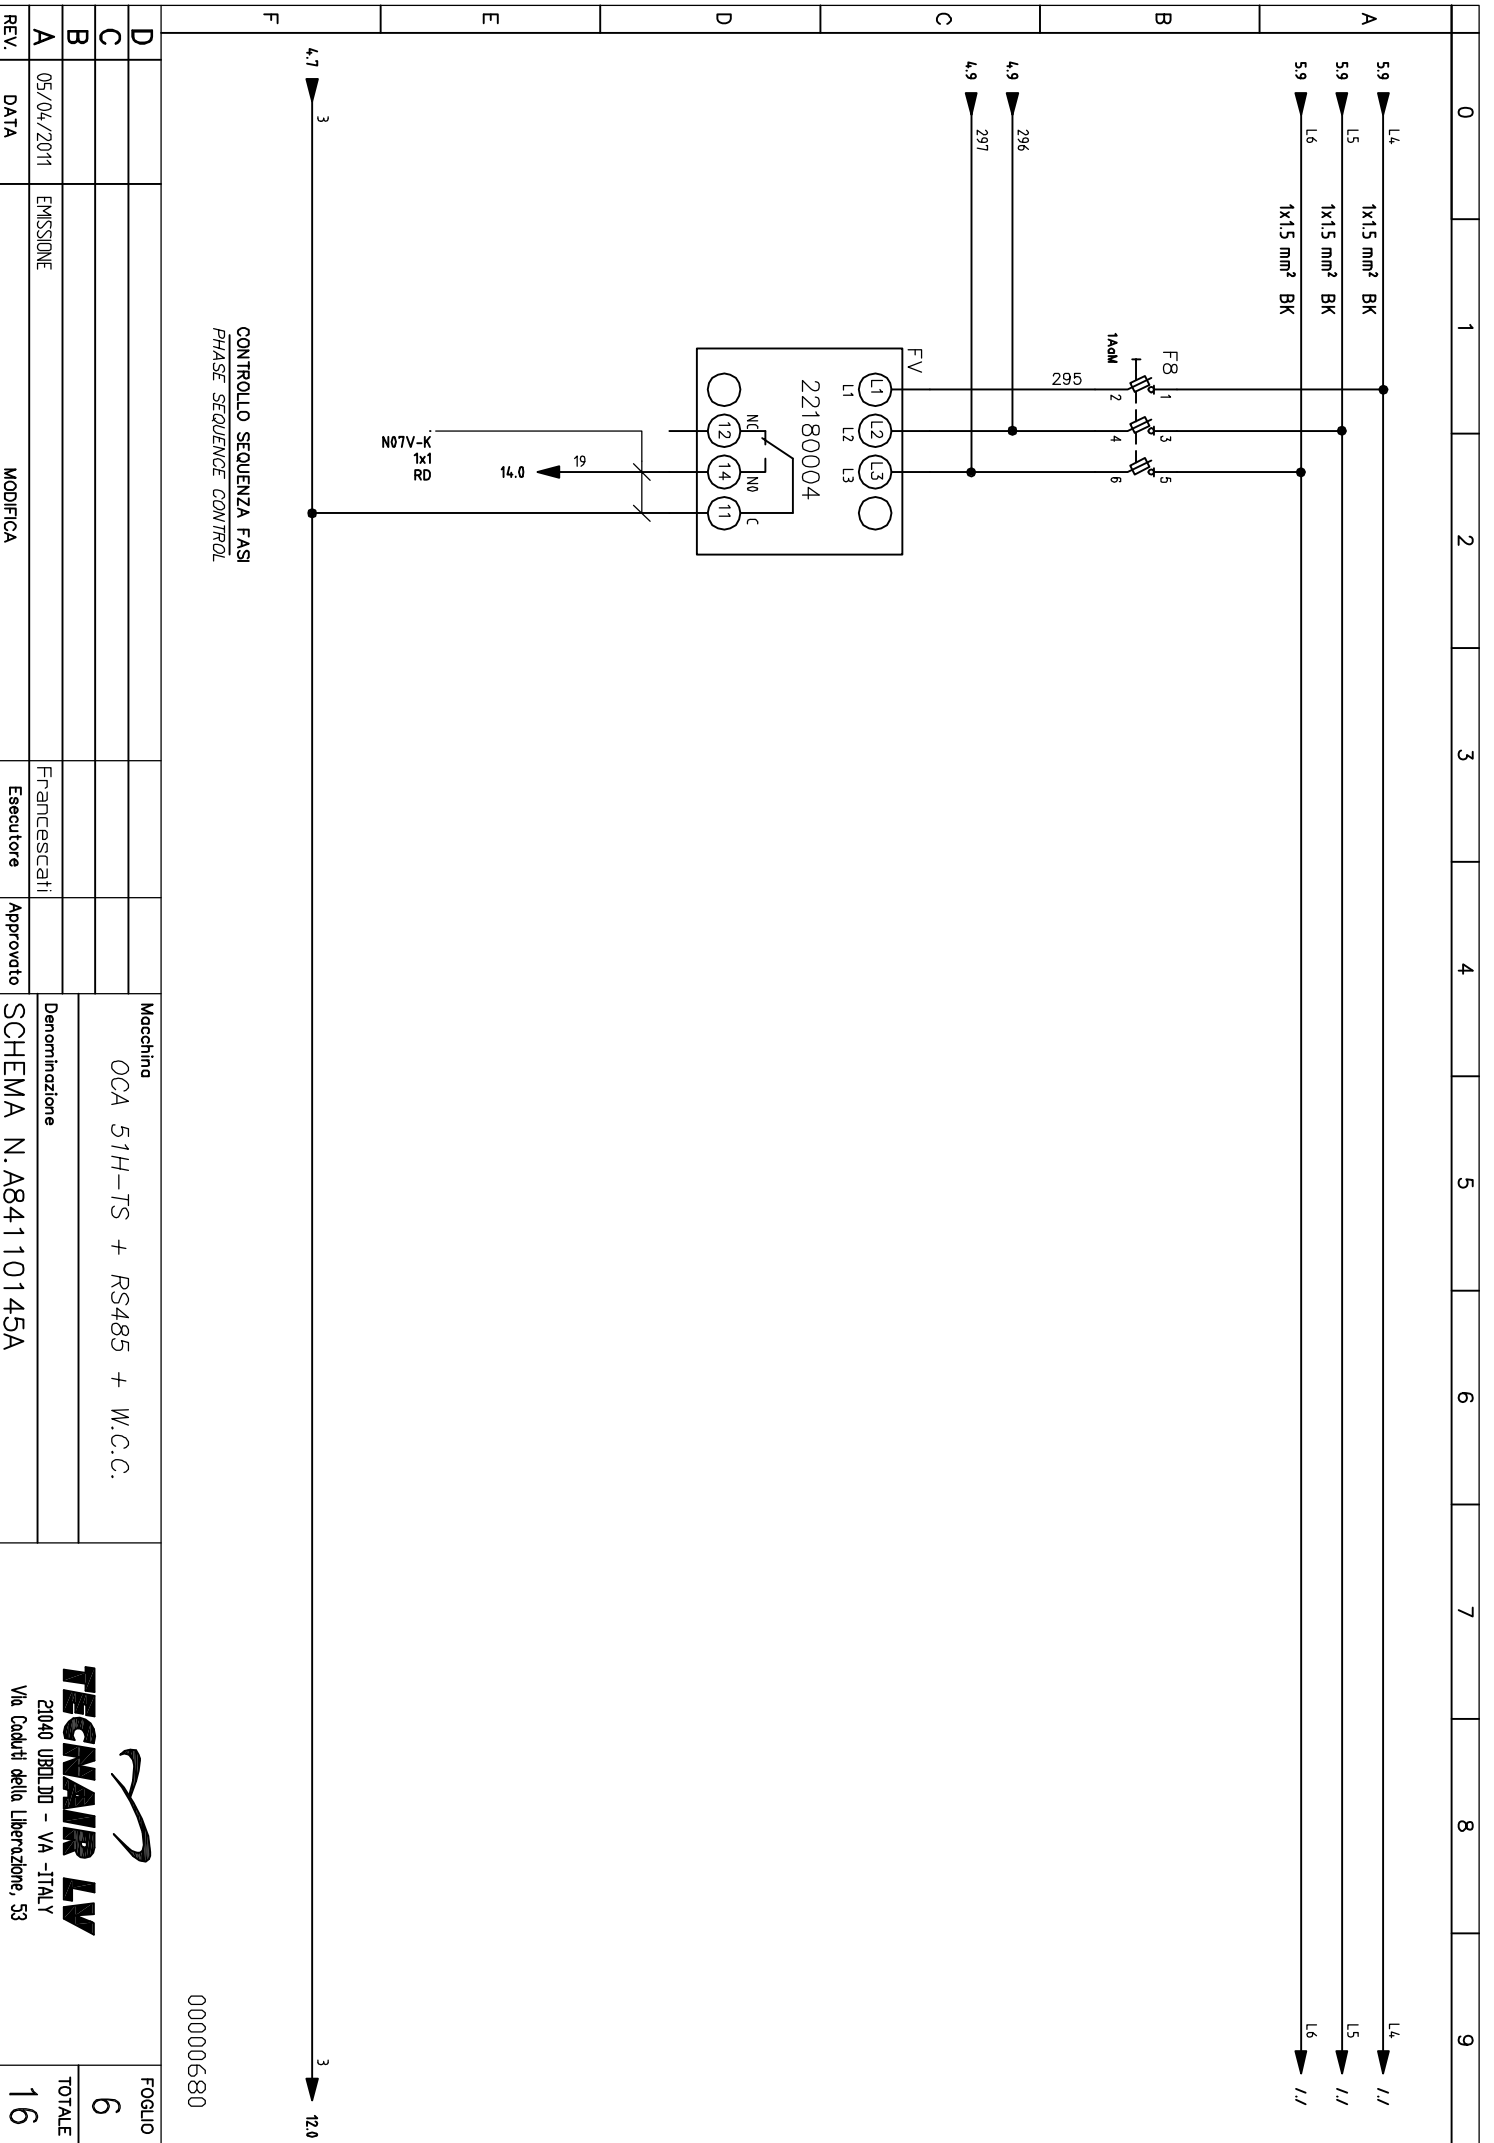 0 1 2 3 4 5 6 7 8 9
A
B
C
D
E
F
5.9 L4 1x1.5 mm² BK L4 /./
5.9 L5 1x1.5 mm² BK L5 /./
5.9 L6 1x1.5 mm² BK L6 /./
F8
1 3 5
1AaM
2 4 6
295
4.9 296
4.9 297
FV
L1 L2 L3
L1 L2 L3
22180004
NC NO C
12 14 11
19
N07V-K
1x1
RD
14.0
4.7 3 3 12.0
CONTROLLO SEQUENZA FASI
PHASE SEQUENCE CONTROL
00000680
D
C
B
A 05/04/2011 EMISSIONE Francescati
REV. DATA MODIFICA Esecutore Approvato
Macchina
OCA 51H-TS + RS485 + W.C.C.
Denominazione
SCHEMA N.A84110145A
TECNAIR LV
21040 UBOLDO - VA -ITALY
Via Caduti della Liberazione, 53
FOGLIO
6
TOTALE
16